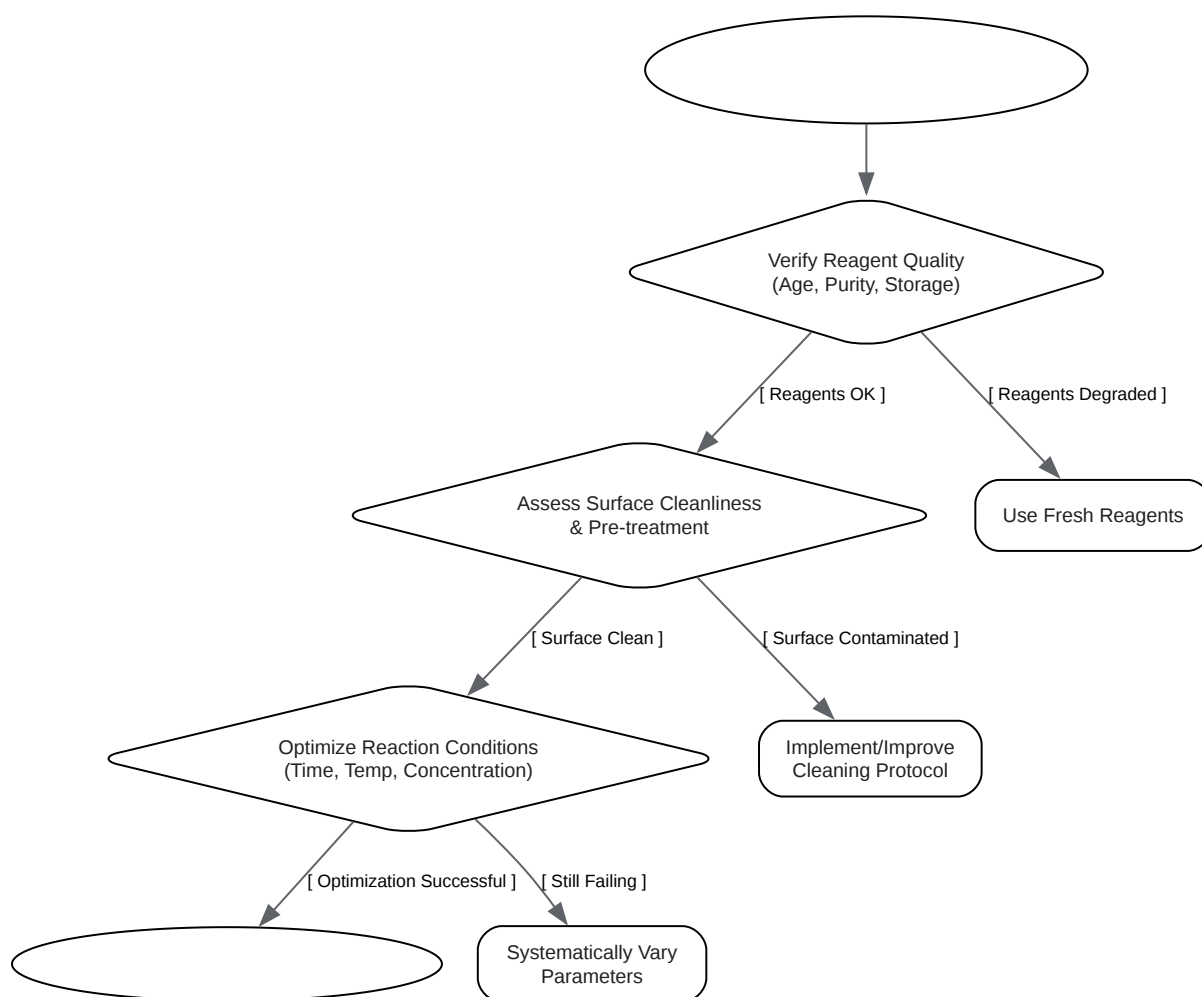 Verify Reagent Quality
(Age, Purity, Storage)
[ Reagents OK ]
[ Reagents Degraded ]
Assess Surface Cleanliness
& Pre-treatment
Use Fresh Reagents
[ Surface Clean ]
[ Surface Contaminated ]
Optimize Reaction Conditions
(Time, Temp, Concentration)
Implement/Improve
Cleaning Protocol
[ Optimization Successful ]
[ Still Failing ]
Systematically Vary
Parameters